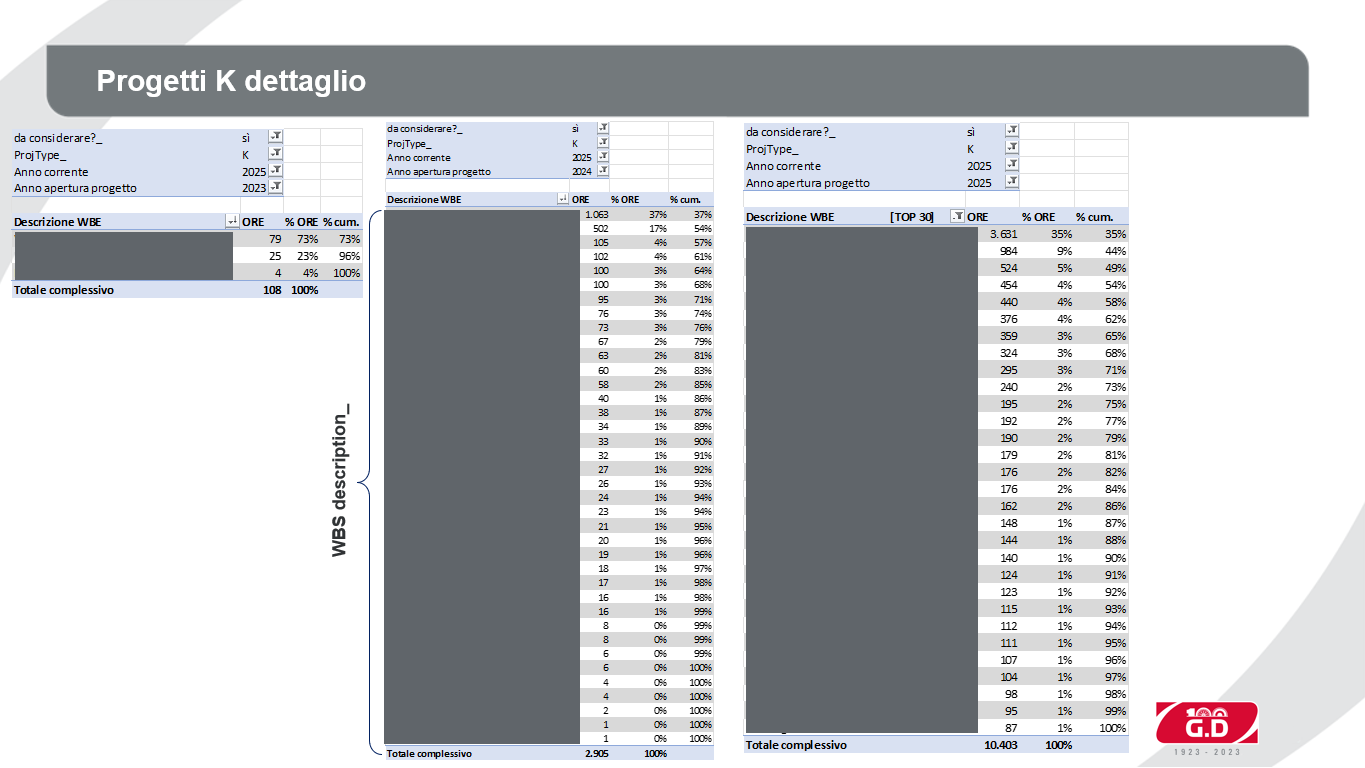 Progetti K dettaglio
da considerare?_ sì
ProjType_ K
Anno corrente 2025
Anno apertura progetto 2023
Descrizione WBE ORE % ORE % cum.
79 73% 73%
25 23% 96%
4 4% 100%
Totale complessivo 108 100%
WBS description_
da considerare?_ sì
ProjType_ K
Anno corrente 2025
Anno apertura progetto 2024
Descrizione WBE ORE % ORE % cum.
1.063 37% 37%
502 17% 54%
105 4% 57%
102 4% 61%
100 3% 64%
100 3% 68%
95 3% 71%
76 3% 74%
73 3% 76%
67 2% 79%
63 2% 81%
60 2% 83%
58 2% 85%
40 1% 86%
38 1% 87%
34 1% 89%
33 1% 90%
32 1% 91%
27 1% 92%
26 1% 93%
24 1% 94%
23 1% 94%
21 1% 95%
20 1% 96%
19 1% 96%
18 1% 97%
17 1% 98%
16 1% 98%
16 1% 99%
8 0% 99%
8 0% 99%
6 0% 99%
6 0% 100%
4 0% 100%
4 0% 100%
2 0% 100%
1 0% 100%
1 0% 100%
Totale complessivo 2.905 100%
da considerare?_ sì
ProjType_ K
Anno corrente 2025
Anno apertura progetto 2025
Descrizione WBE [TOP 30] ORE % ORE % cum.
3.631 35% 35%
984 9% 44%
524 5% 49%
454 4% 54%
440 4% 58%
376 4% 62%
359 3% 65%
324 3% 68%
295 3% 71%
240 2% 73%
195 2% 75%
192 2% 77%
190 2% 79%
179 2% 81%
176 2% 82%
176 2% 84%
162 2% 86%
148 1% 87%
144 1% 88%
140 1% 90%
124 1% 91%
123 1% 92%
115 1% 93%
112 1% 94%
111 1% 95%
107 1% 96%
104 1% 97%
98 1% 98%
95 1% 99%
87 1% 100%
Totale complessivo 10.403 100%
100
G.D
1923 - 2023